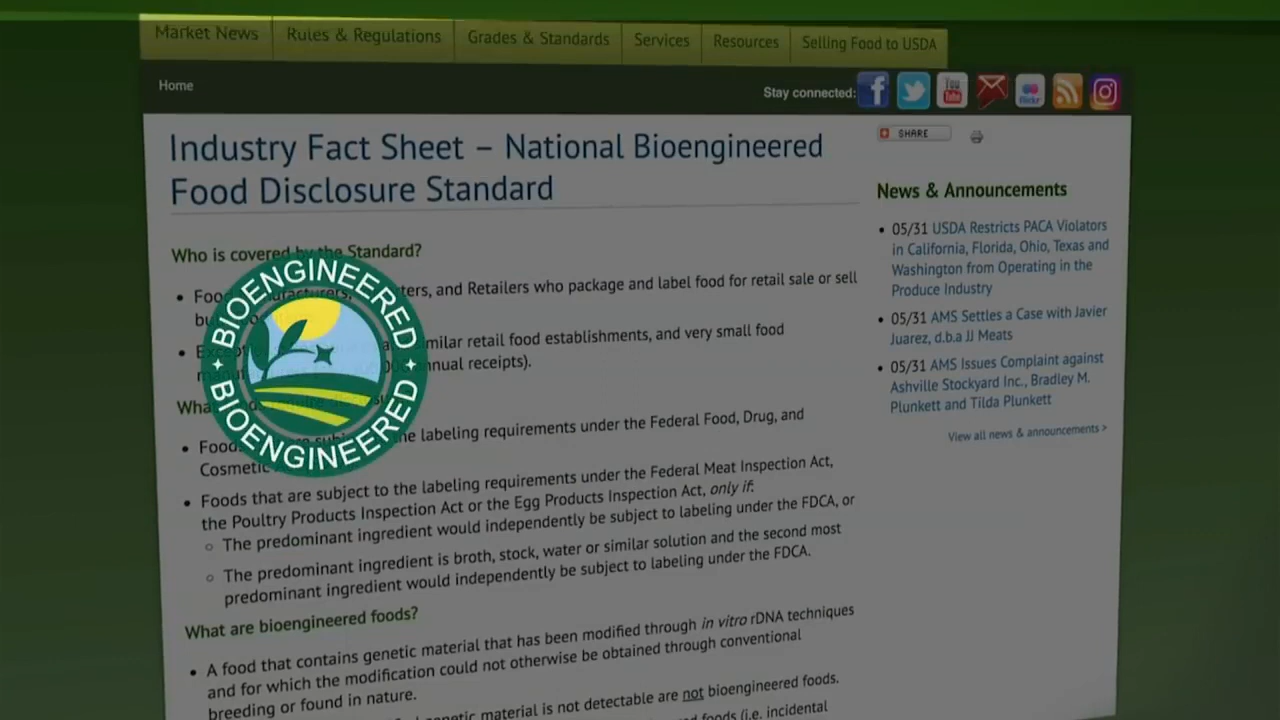 Market News Rules & Regulations Grades & Standards Services Resources Selling Food to USDA
Home
Stay connected:
SHARE
Industry Fact Sheet – National Bioengineered
Food Disclosure Standard
Who is covered by the Standard?
and Retailers who package and label food for retail sale or sell
similar retail food establishments, and very small food
annual receipts).
BIOENGINEERED
BIOENGINEERED
the labeling requirements under the Federal Food, Drug, and
Cosmetic
• Foods that are subject to the labeling requirements under the Federal Meat Inspection Act,
the Poultry Products Inspection Act or the Egg Products Inspection Act, only if:
○ The predominant ingredient would independently be subject to labeling under the FDCA, or
○ The predominant ingredient is broth, stock, water or similar solution and the second most
predominant ingredient would independently be subject to labeling under the FDCA.
What are bioengineered foods?
• A food that contains genetic material that has been modified through in vitro rDNA techniques
and for which the modification could not otherwise be obtained through conventional
breeding or found in nature.
genetic material is not detectable are not bioengineered foods.
foods (i.e. incidental
News & Announcements
• 05/31 USDA Restricts PACA Violators
in California, Florida, Ohio, Texas and
Washington from Operating in the
Produce Industry
• 05/31 AMS Settles a Case with Javier
Juarez, d.b.a JJ Meats
• 05/31 AMS Issues Complaint against
Ashville Stockyard Inc., Bradley M.
Plunkett and Tilda Plunkett
View all news & announcements >